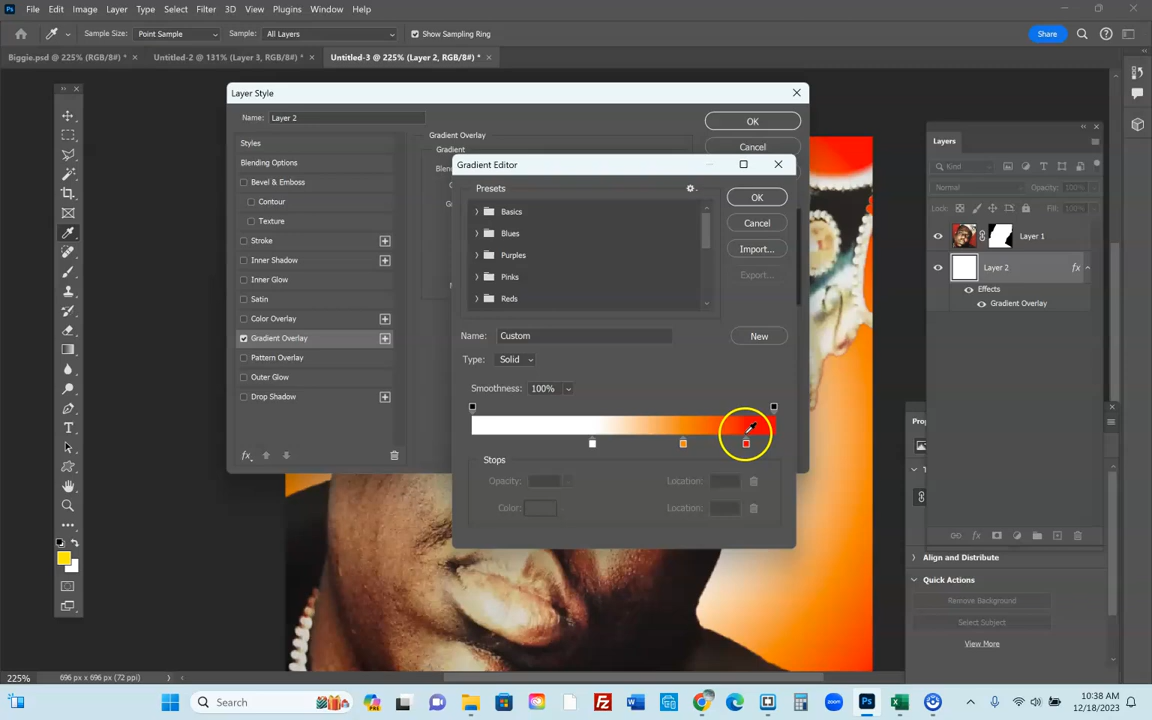 Ps File Edit Image Layer Type Select Filter 3D View Plugins Window Help
Sample Size: Point Sample Sample: All Layers Show Sampling Ring Share
Biggie.psd @ 225% (RGB/8#) * × Untitled-2 @ 131% (Layer 3, RGB/8#) * × Untitled-3 @ 225% (Layer 2, RGB/8#) * ×
Layer Style
Name: Layer 2
OK
Cancel
Styles
Blending Options
Bevel & Emboss
Contour
Texture
Stroke
Inner Shadow
Inner Glow
Satin
Color Overlay
Gradient Overlay
Pattern Overlay
Outer Glow
Drop Shadow
fx
Gradient Overlay
Gradient
Gradient Editor
Presets
Basics
Blues
Purples
Pinks
Reds
OK
Cancel
Import...
Export...
Name: Custom
New
Type: Solid
Smoothness: 100%
Stops
Opacity: Location:
Color: Location:
Layers
Kind
Normal Opacity: 100%
Lock: Fill: 100%
Layer 1
Layer 2 fx
Effects
Gradient Overlay
fx
Align and Distribute
Quick Actions
Remove Background
Select Subject
View More
225% 696 px x 696 px (72 ppi)
Search
10:38 AM
12/18/2023